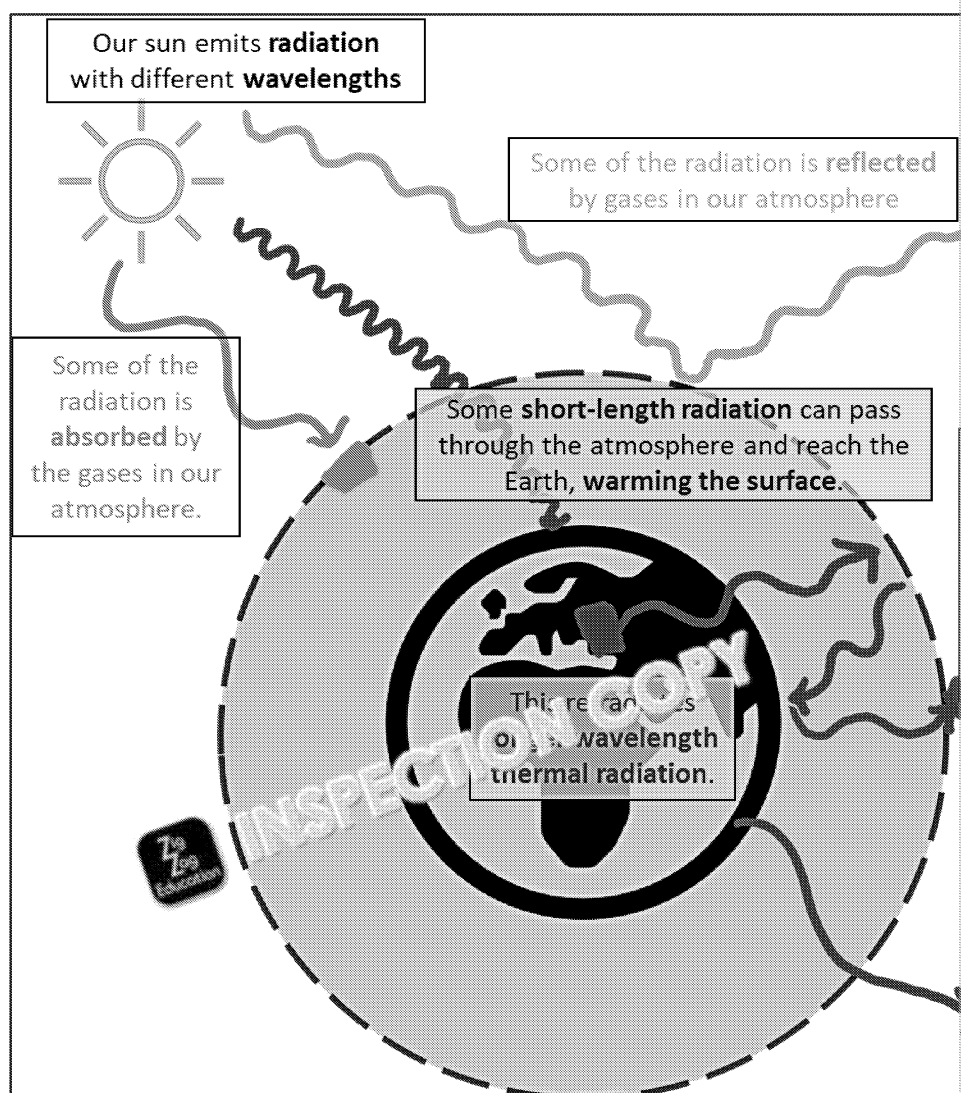 Our sun emits radiation
with different wavelengths
Some of the radiation is reflected
by gases in our atmosphere
Some of the
radiation is
absorbed by
the gases in our
atmosphere.
Some short-length radiation can pass
through the atmosphere and reach the
Earth, warming the surface.
This
wavelength
thermal radiation.
INSPECTION COPY
Zig
Zag
Education